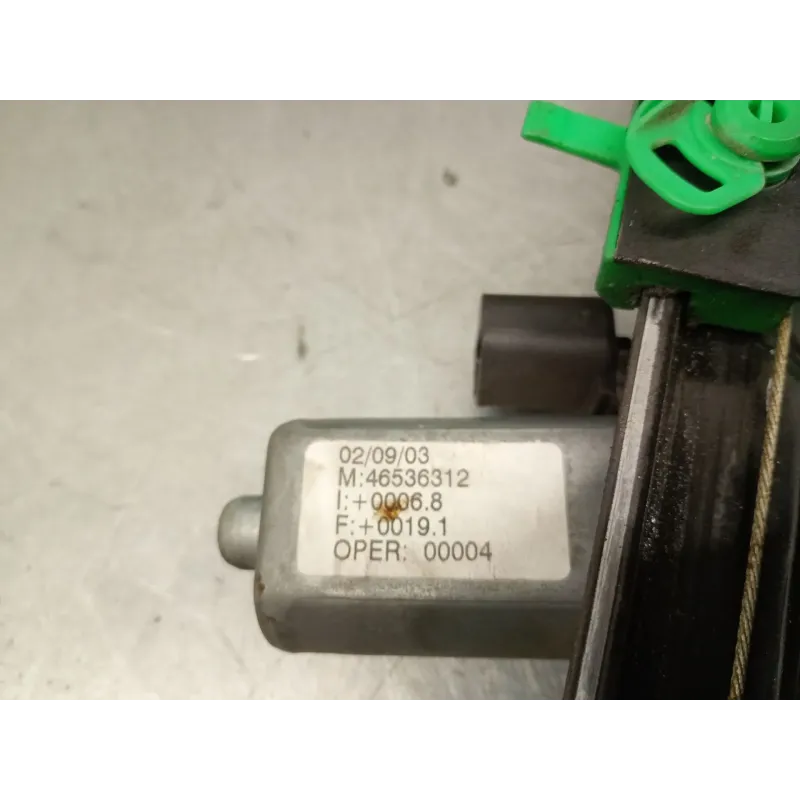 02/09/03
M:46536312
I:+0006.8
F:+0019.1
OPER: 00004